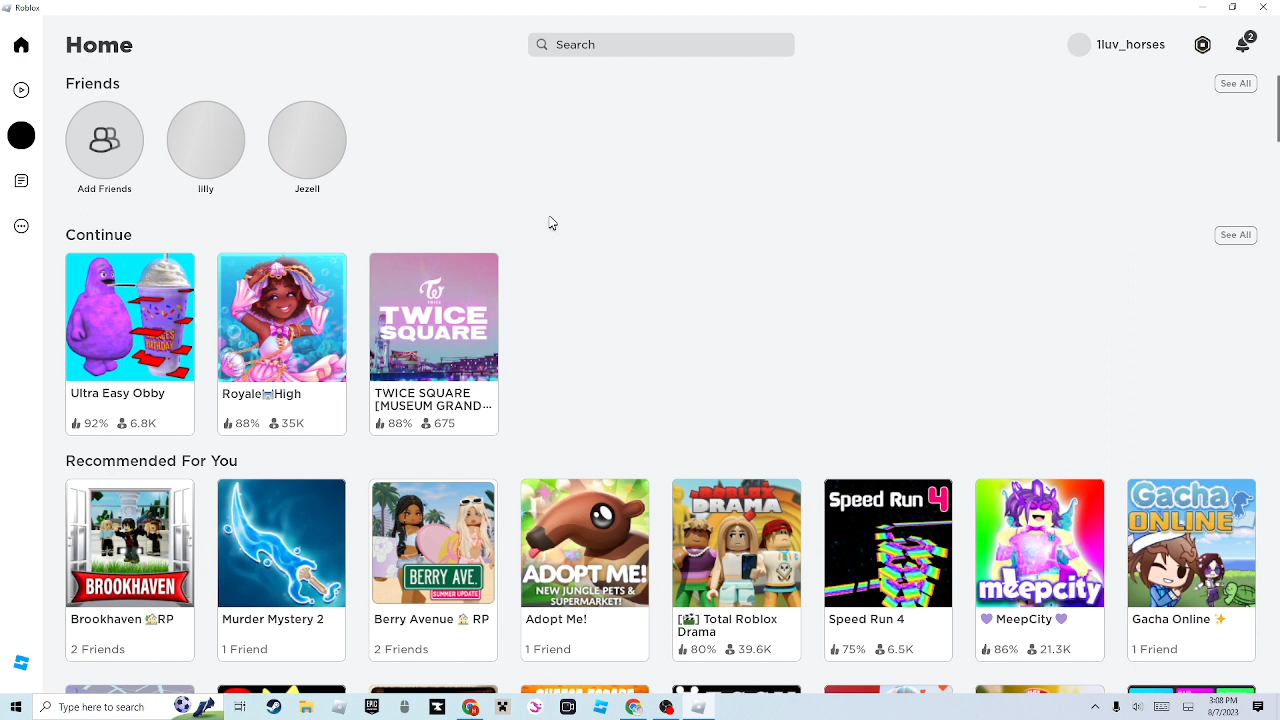 Roblox
Home
Search
1luv_horses
2
Friends
See All
Add Friends
lilly
Jezell
Continue
See All
TWICE
TWICE
SQUARE
Ultra Easy Obby
92% 6.8K
Royale High
88% 35K
TWICE SQUARE
[MUSEUM GRAND...
88% 675
Recommended For You
BROOKHAVEN
BERRY AVE.
SUMMER UPDATE
ADOPT ME!
NEW JUNGLE PETS &
SUPERMARKET!
ROBLOX
DRAMA
Speed Run 4
meepcity
Gacha
ONLINE
Brookhaven 🏡RP
2 Friends
Murder Mystery 2
1 Friend
Berry Avenue 🏠 RP
2 Friends
Adopt Me!
1 Friend
[🎬] Total Roblox
Drama
80% 39.6K
Speed Run 4
75% 6.5K
💜 MeepCity 💜
86% 21.3K
Gacha Online ✨
1 Friend
Type here to search
EPIC
3:08 PM
8/7/2023